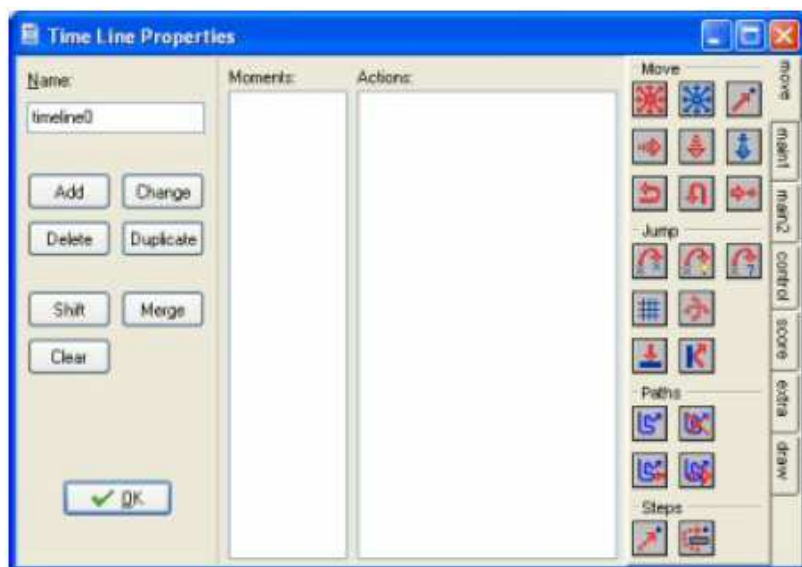 Time Line Properties
Name:
timeline0
Add Change
Delete Duplicate
Shift Merge
Clear
OK
Moments:
Actions:
Move
Jump
Paths
Steps
move
main1
main2
control
score
extra
draw